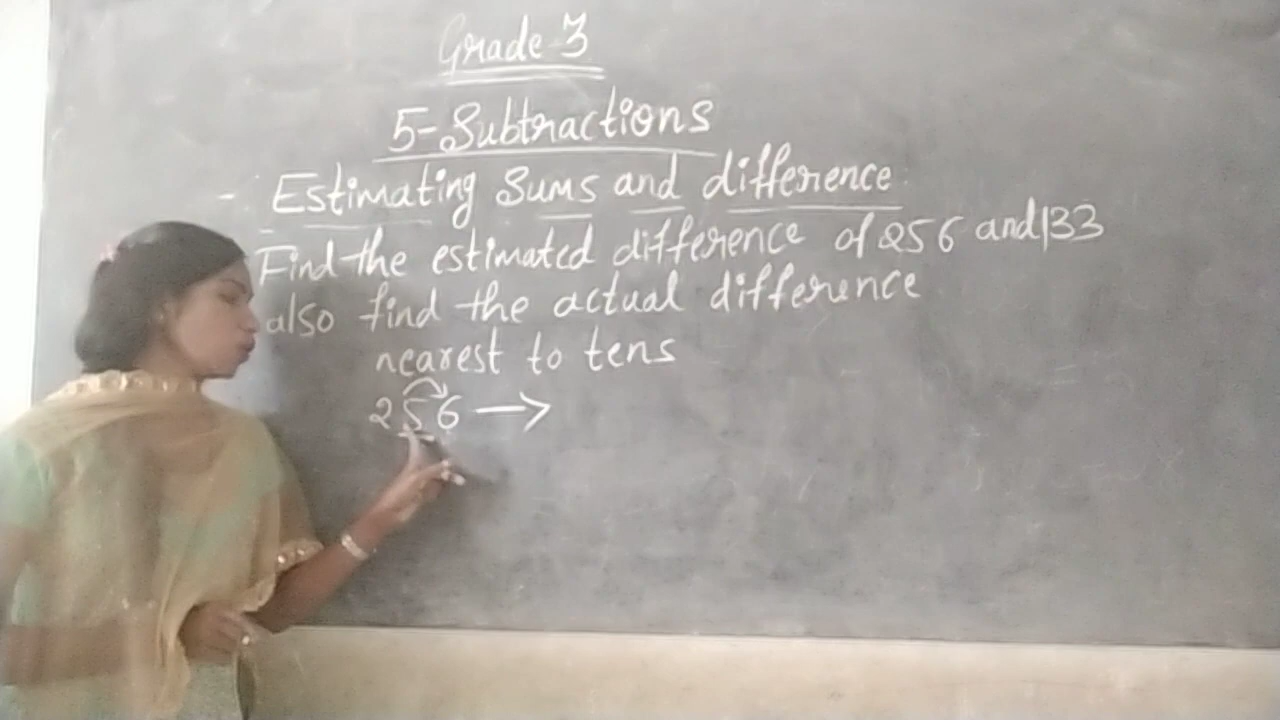 Grade-3
5-Subtractions
- Estimating Sums and difference
Find the estimated difference of 256 and 133
also find the actual difference
nearest to tens
256 →